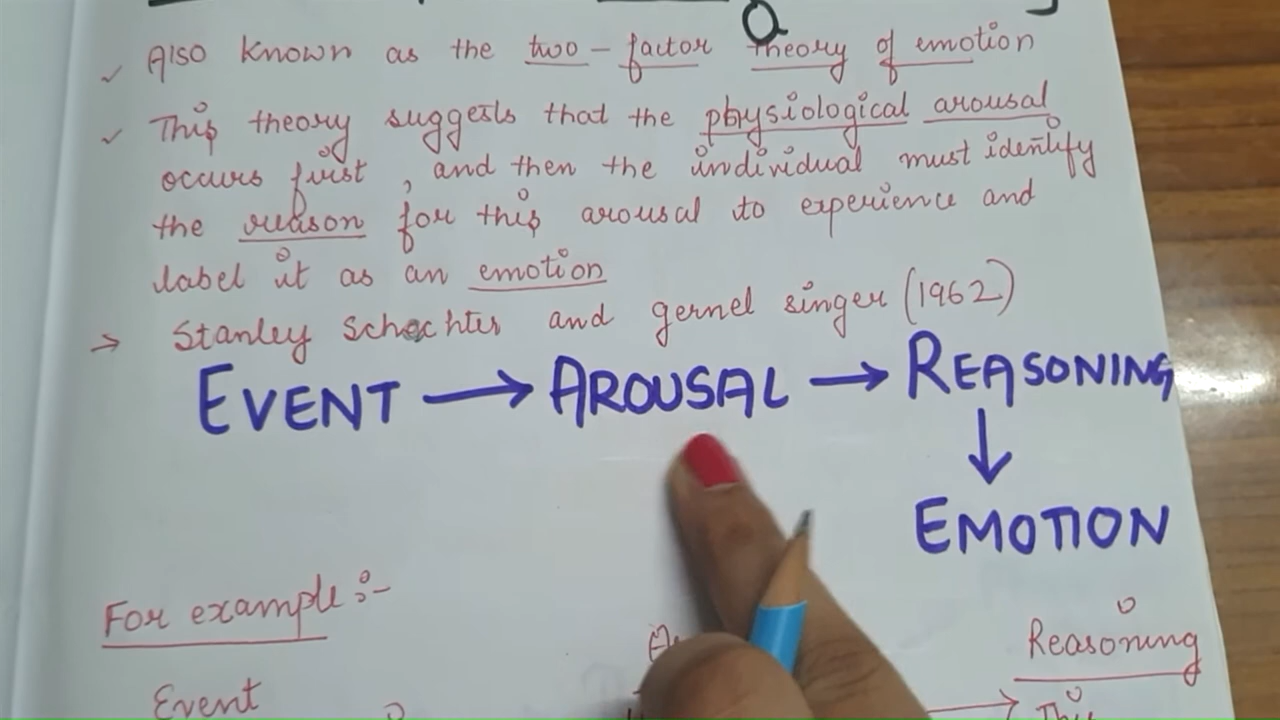 Also known as the two-factor theory of emotion
This theory suggests that the physiological arousal
occurs first, and then the individual must identify
the reason for this arousal to experience and
label it as an emotion
→ Stanley Schachter and gernel singer (1962)
EVENT → AROUSAL → REASONING
↓
EMOTION
For example :-
Reasoning
Event
This